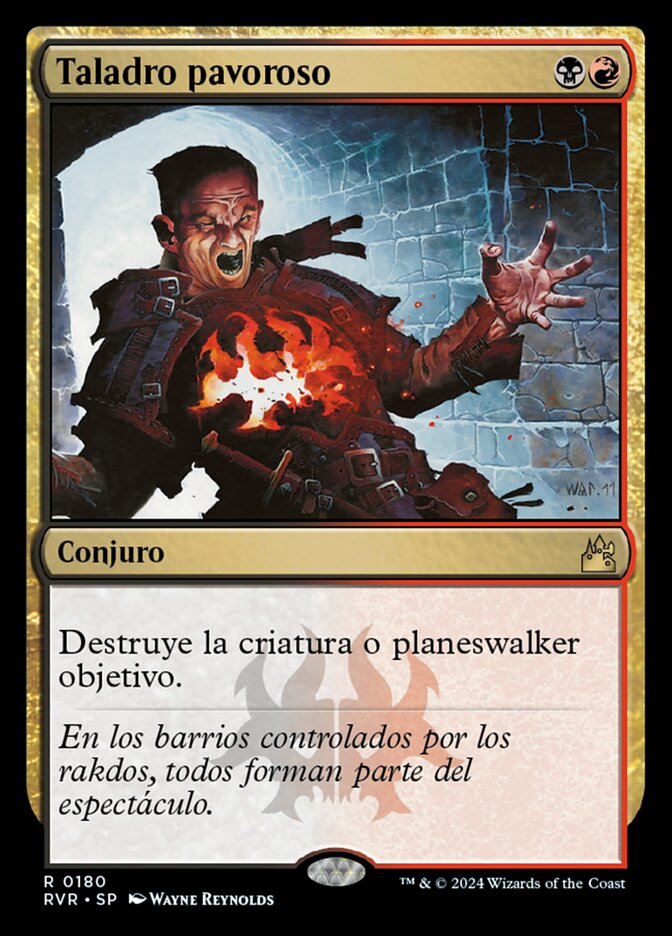 Taladro pavoroso
WAR.11
Conjuro
Destruye la criatura o planeswalker
objetivo.
En los barrios controlados por los
rakdos, todos forman parte del
espectáculo.
R 0180
RVR • SP Wayne Reynolds
™ & © 2024 Wizards of the Coast